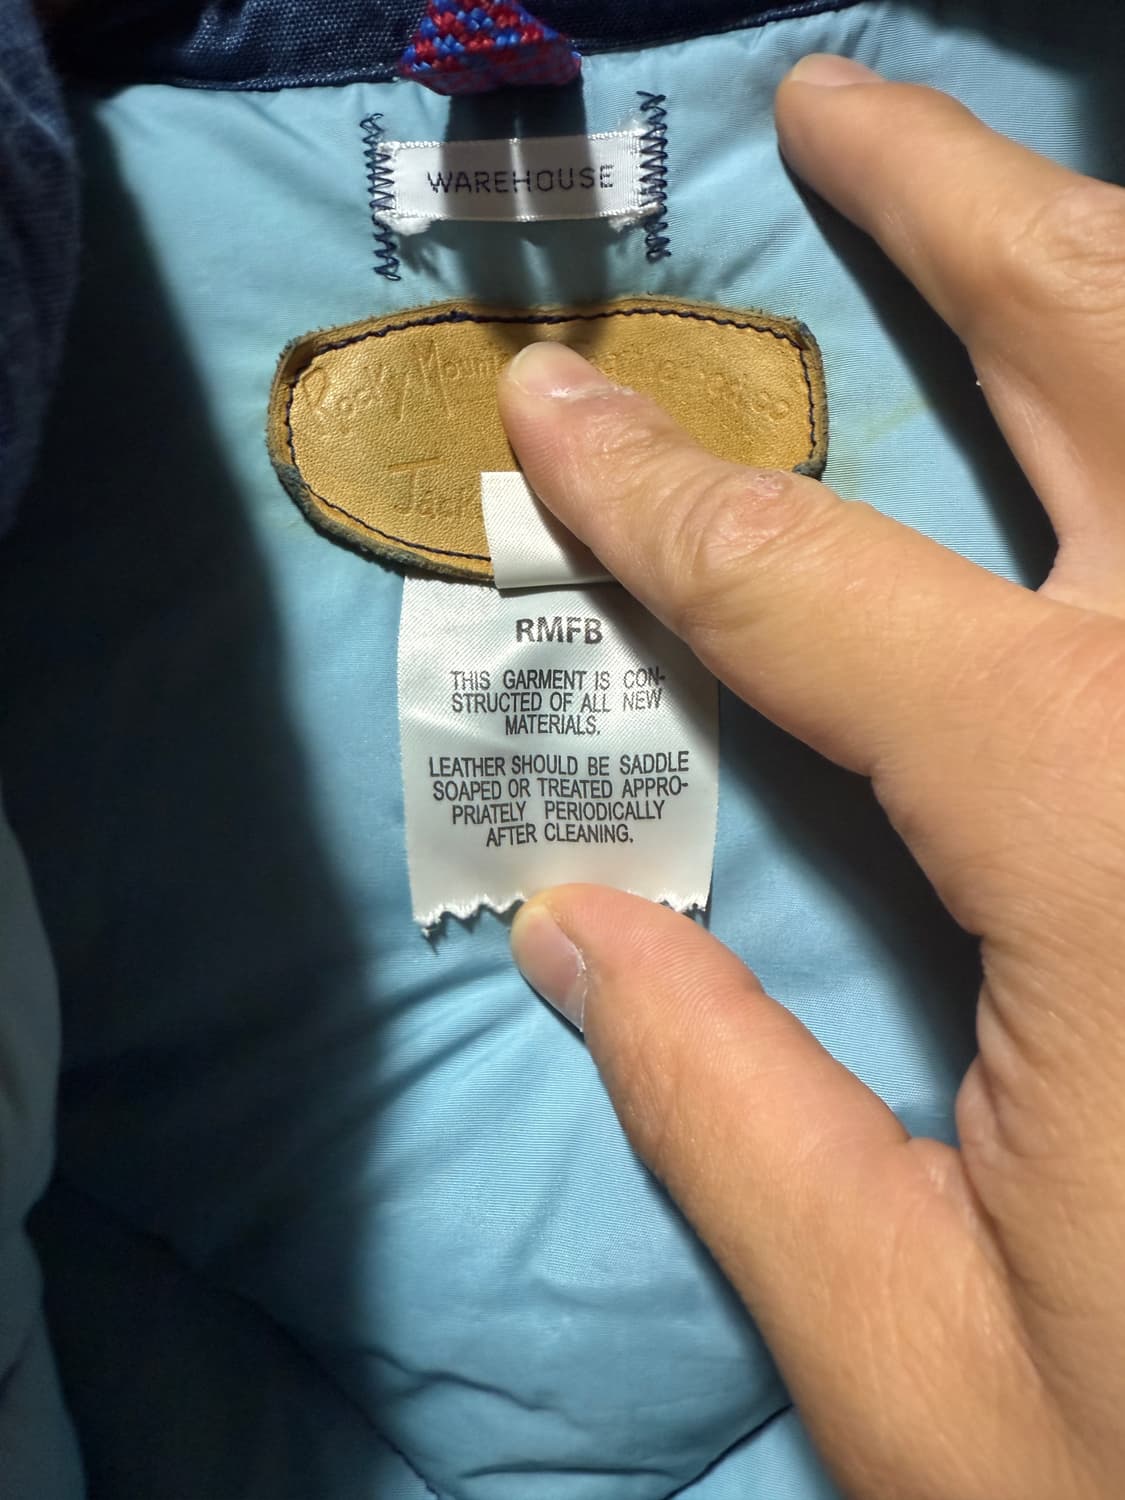 WAREHOUSE
Rocky
RMFB
THIS GARMENT IS CON-
STRUCTED OF ALL NEW
MATERIALS.
LEATHER SHOULD BE SADDLE
SOAPED OR TREATED APPRO-
PRIATELY PERIODICALLY
AFTER CLEANING.